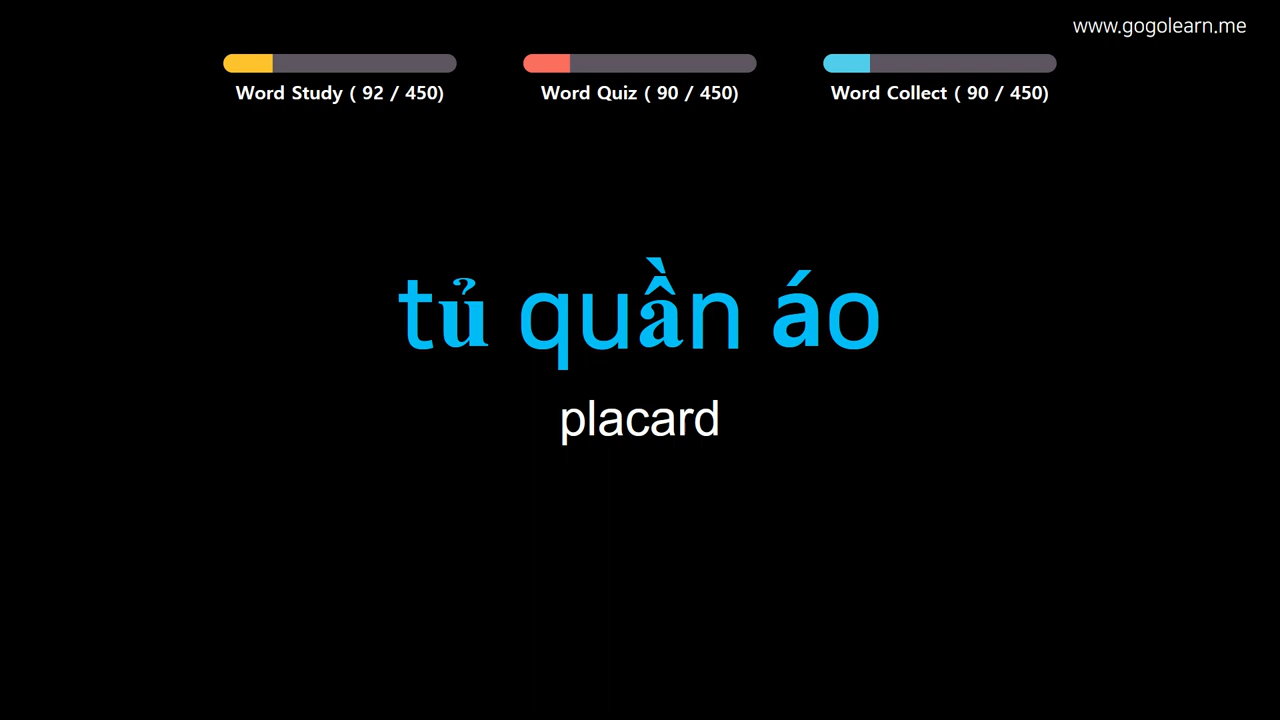 www.gogolearn.me
Word Study ( 92 / 450)
Word Quiz ( 90 / 450)
Word Collect ( 90 / 450)
tủ quần áo
placard